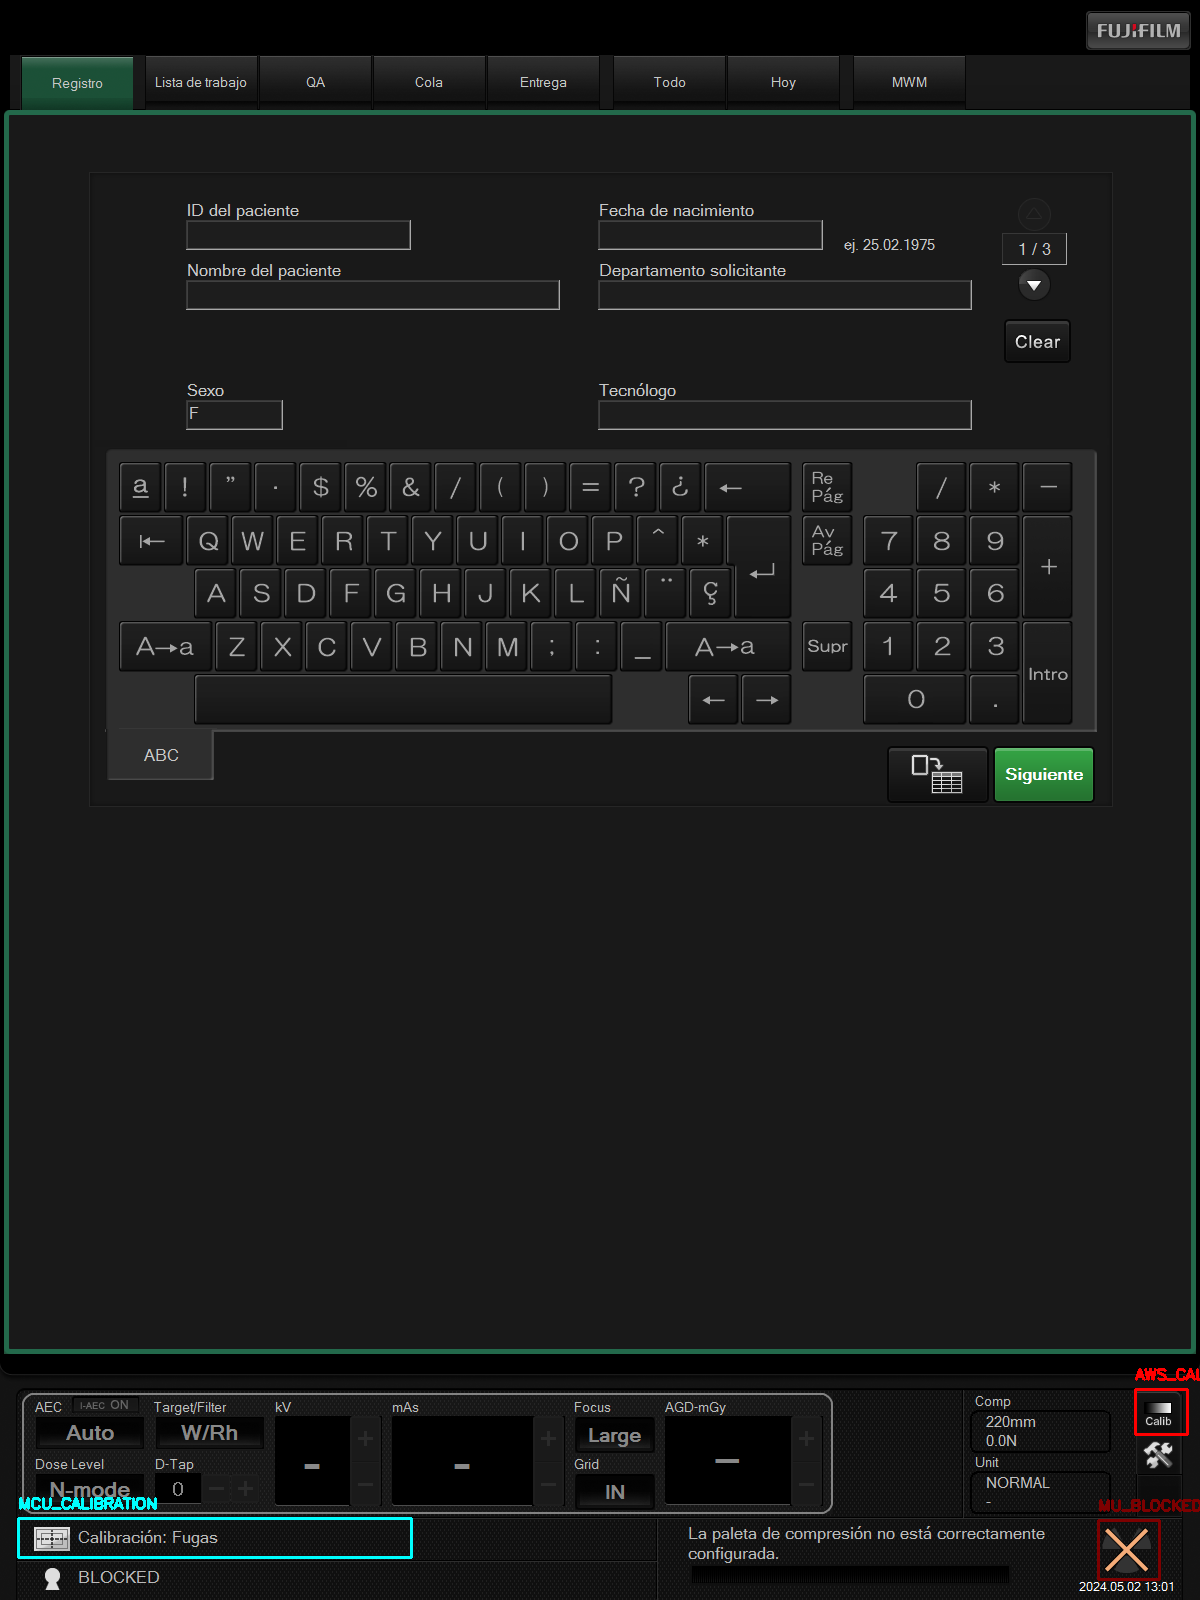 FUJIFILM
Registro
Lista de trabajo
QA
Cola
Entrega
Todo
Hoy
MWM
ID del paciente
Fecha de nacimiento
ej. 25.02.1975
1 / 3
Nombre del paciente
Departamento solicitante
Clear
Sexo
F
Tecnólogo
a ! " · $ % & / ( ) = ? ¿ ← Re Pág / * −
⇤ Q W E R T Y U I O P ^ * Av Pág 7 8 9 +
A S D F G H J K L Ñ ¨ Ç ↵ 4 5 6
A→a Z X C V B N M ; : _ A→a Supr 1 2 3 Intro
← → 0 .
ABC
Siguiente
AWS_CAL
AEC I-AEC ON Target/Filter kV mAs Focus AGD-mGy
Auto W/Rh Large
Dose Level D-Tap Grid
N-mode 0 − + IN
Comp
220mm
0.0N
Unit
NORMAL
-
Calib
MCU_CALIBRATION
MU_BLOCKED
Calibración: Fugas
BLOCKED
La paleta de compresión no está correctamente
configurada.
2024.05.02 13:01